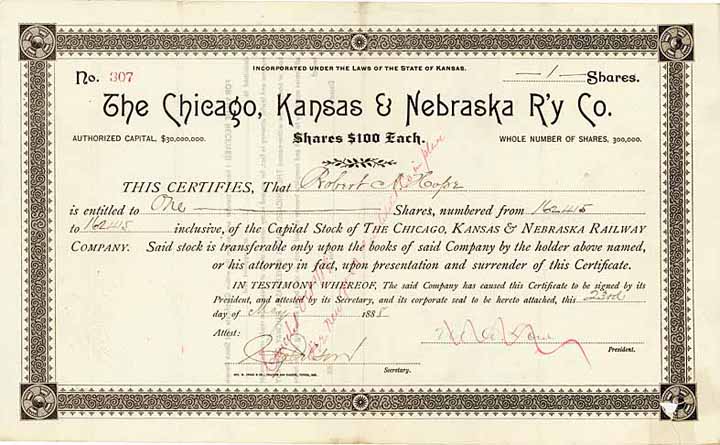 INCORPORATED UNDER THE LAWS OF THE STATE OF KANSAS.
No. 307
—1— Shares.
The Chicago, Kansas & Nebraska R'y Co.
AUTHORIZED CAPITAL, $30,000,000.
Shares $100 Each.
WHOLE NUMBER OF SHARES, 300,000.
THIS CERTIFIES, That Robert M Hope
is entitled to One Shares, numbered from 162415
to 162415 inclusive, of the Capital Stock of THE CHICAGO, KANSAS & NEBRASKA RAILWAY
COMPANY. Said stock is transferable only upon the books of said Company by the holder above named,
or his attorney in fact, upon presentation and surrender of this Certificate.
IN TESTIMONY WHEREOF, The said Company has caused this Certificate to be signed by its
President, and attested by its Secretary, and its corporate seal to be hereto attached, this 23rd
day of May 1888
Attest:
President.
Secretary.